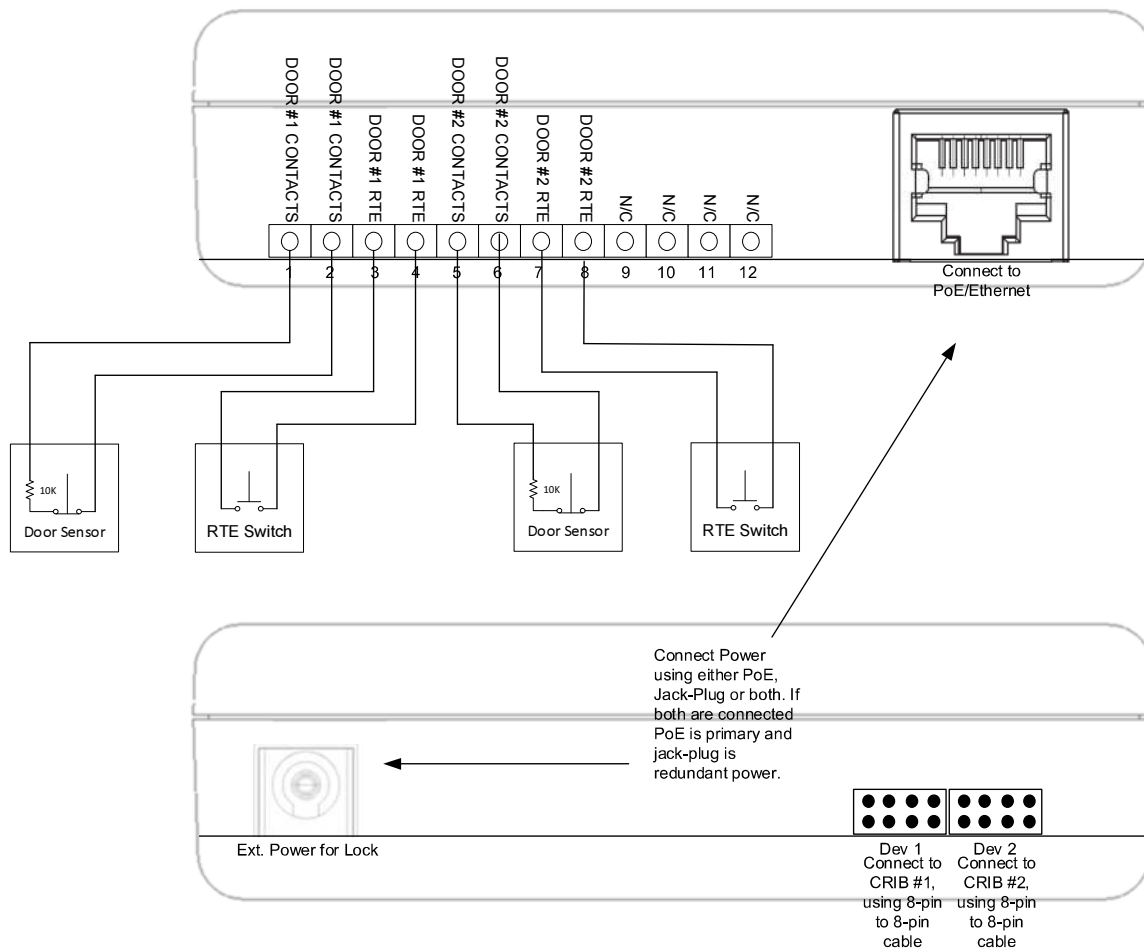 DOOR #1 CONTACTS
DOOR #1 CONTACTS
DOOR #1 RTE
DOOR #1 RTE
DOOR #2 CONTACTS
DOOR #2 CONTACTS
DOOR #2 RTE
DOOR #2 RTE
N/C
N/C
N/C
N/C
1 2 3 4 5 6 7 8 9 10 11 12
Connect to
PoE/Ethernet
10K
Door Sensor
RTE Switch
10K
Door Sensor
RTE Switch
Connect Power
using either PoE,
Jack-Plug or both. If
both are connected
PoE is primary and
jack-plug is
redundant power.
Ext. Power for Lock
Dev 1
Connect to
CRIB #1,
using 8-pin
to 8-pin
cable
Dev 2
Connect to
CRIB #2,
using 8-pin
to 8-pin
cable